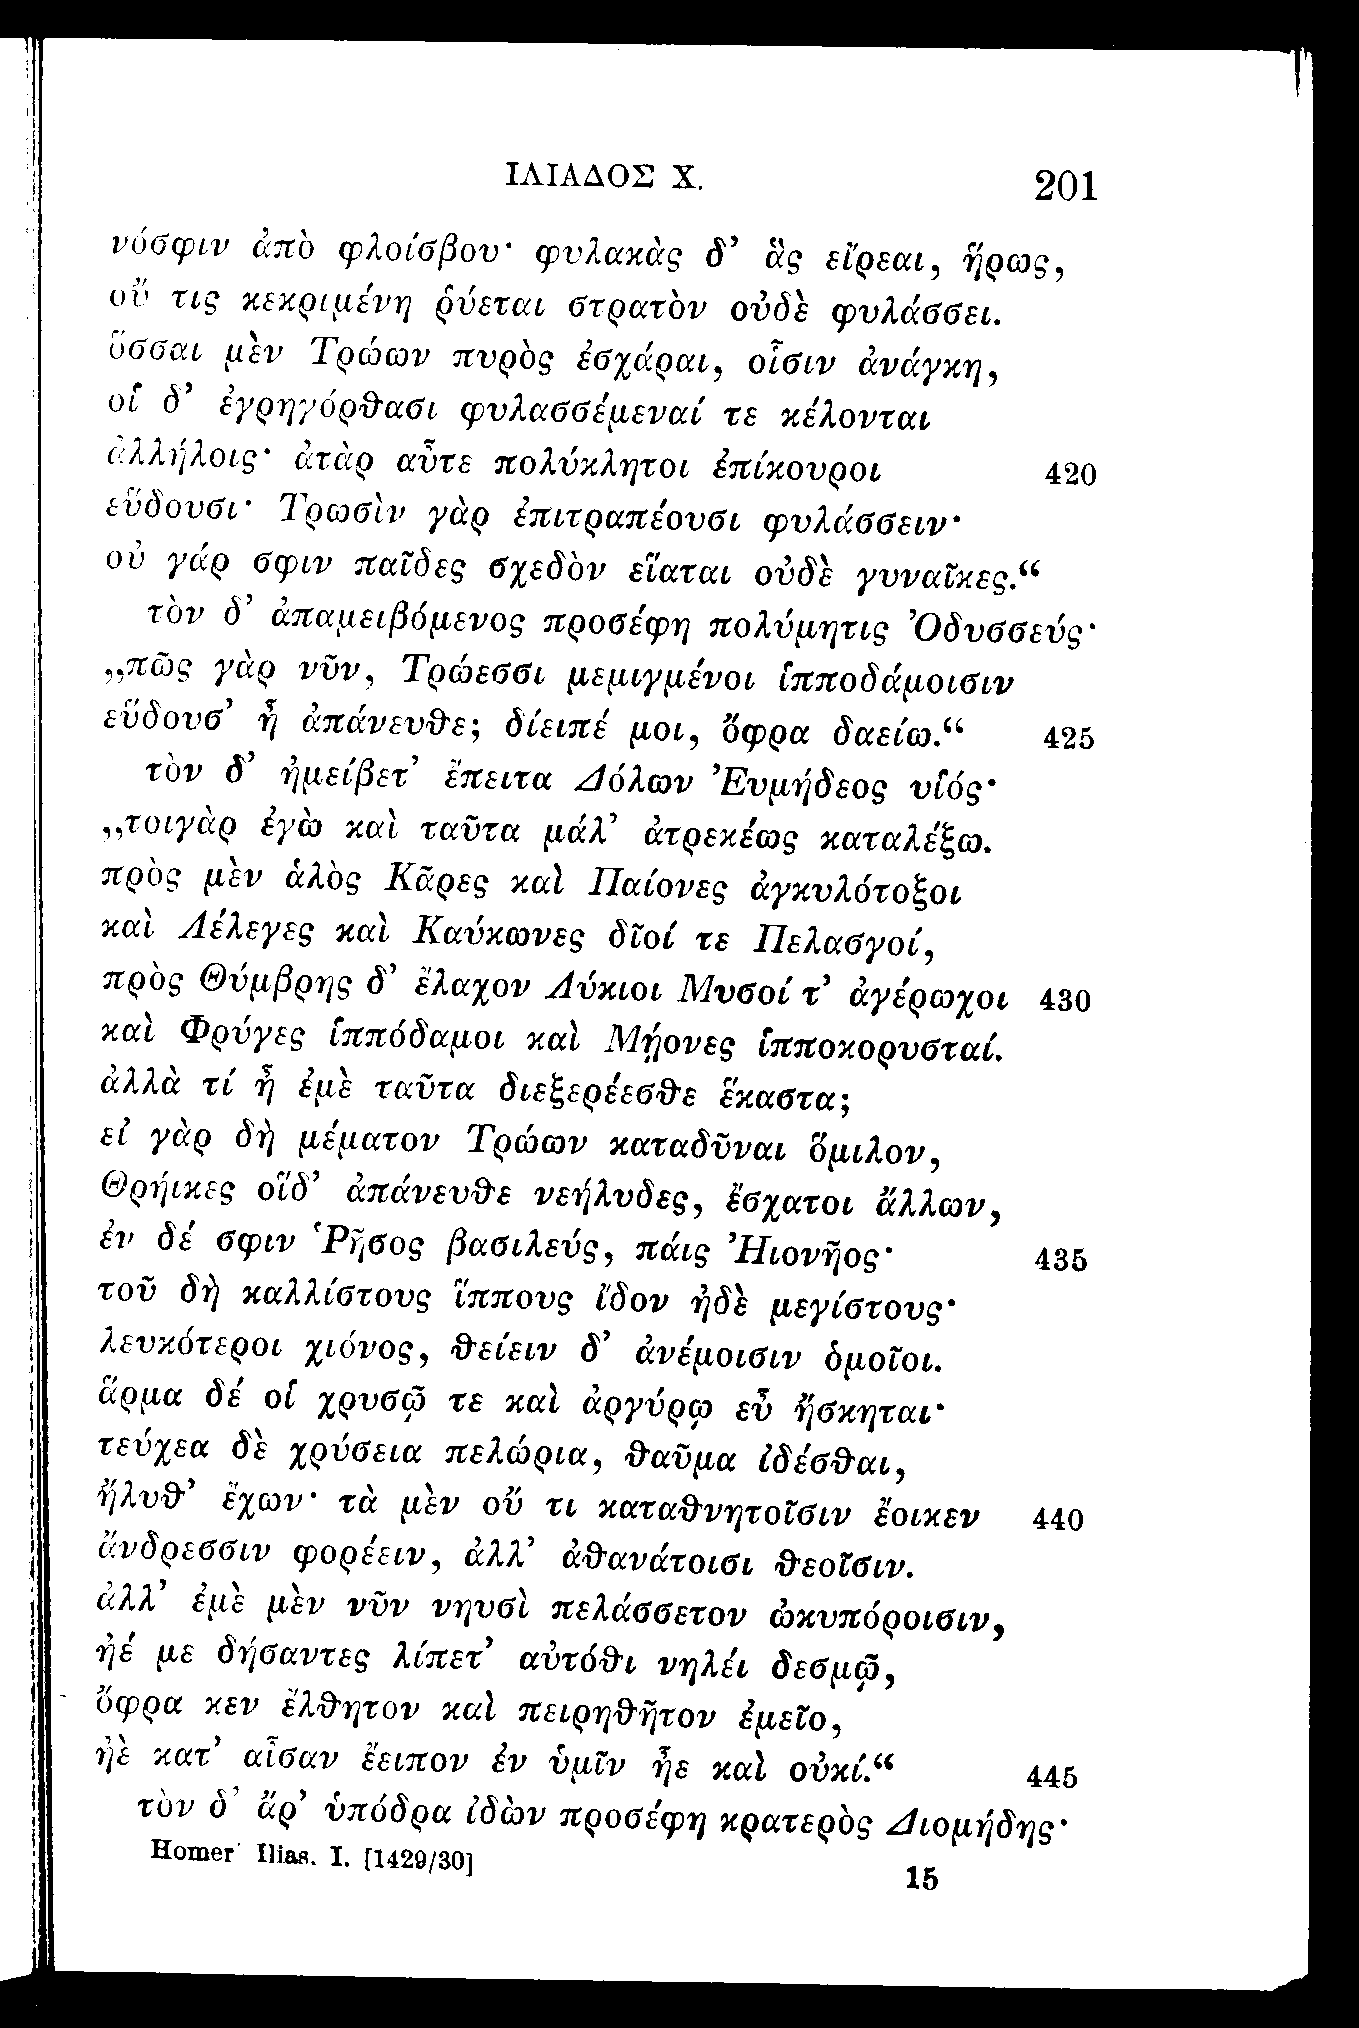 ΙΛΙΑΔΟΣ Χ. 201
νόσφιν ἀπὸ φλοίσβου· φυλακὰς δ’ ἃς εἴρεαι, ἥρως,
οὔ τις κεκριμένη ῥύεται στρατὸν οὐδὲ φυλάσσει.
ὅσσαι μὲν Τρώων πυρὸς ἐσχάραι, οἷσιν ἀνάγκη,
οἳ δ’ ἐγρηγόρθασι φυλασσέμεναί τε κέλονται
ἀλλήλοις· ἀτὰρ αὖτε πολύκλητοι ἐπίκουροι 420
εὕδουσι· Τρωσὶν γὰρ ἐπιτραπέουσι φυλάσσειν·
οὐ γάρ σφιν παῖδες σχεδὸν εἵαται οὐδὲ γυναῖκες.“
τὸν δ’ ἀπαμειβόμενος προσέφη πολύμητις Ὀδυσσεύς·
„πῶς γὰρ νῦν, Τρώεσσι μεμιγμένοι ἱπποδάμοισιν
εὕδουσ’ ἦ ἀπάνευθε; δίειπέ μοι, ὄφρα δαείω.“ 425
τὸν δ’ ἠμείβετ’ ἔπειτα Δόλων Ἐυμήδεος υἱός·
„τοιγὰρ ἐγὼ καὶ ταῦτα μάλ’ ἀτρεκέως καταλέξω.
πρὸς μὲν ἁλὸς Κᾶρες καὶ Παίονες ἀγκυλότοξοι
καὶ Λέλεγες καὶ Καύκωνες δῖοί τε Πελασγοί,
πρὸς Θύμβρης δ’ ἔλαχον Λύκιοι Μυσοί τ’ ἀγέρωχοι 430
καὶ Φρύγες ἱππόδαμοι καὶ Μῄονες ἱπποκορυσταί.
ἀλλὰ τί ἦ ἐμὲ ταῦτα διεξερέεσθε ἕκαστα;
εἰ γὰρ δὴ μέματον Τρώων καταδῦναι ὅμιλον,
Θρήικες οἵδ’ ἀπάνευθε νεήλυδες, ἔσχατοι ἄλλων,
ἐν δέ σφιν Ῥῆσος βασιλεύς, πάις Ἠιονῆος· 435
τοῦ δὴ καλλίστους ἵππους ἴδον ἠδὲ μεγίστους·
λευκότεροι χιόνος, θείειν δ’ ἀνέμοισιν ὁμοῖοι.
ἅρμα δέ οἱ χρυσῷ τε καὶ ἀργύρῳ εὖ ἤσκηται·
τεύχεα δὲ χρύσεια πελώρια, θαῦμα ἰδέσθαι,
ἤλυθ’ ἔχων· τὰ μὲν οὔ τι καταθνητοῖσιν ἔοικεν 440
ἄνδρεσσιν φορέειν, ἀλλ’ ἀθανάτοισι θεοῖσιν.
ἀλλ’ ἐμὲ μὲν νῦν νηυσὶ πελάσσετον ὠκυπόροισιν,
ἠέ με δήσαντες λίπετ’ αὐτόθι νηλέι δεσμῷ,
ὄφρα κεν ἔλθητον καὶ πειρηθῆτον ἐμεῖο,
ἠὲ κατ’ αἶσαν ἔειπον ἐν ὑμῖν ἦε καὶ οὐκί.“ 445
τὸν δ’ ἄρ’ ὑπόδρα ἰδὼν προσέφη κρατερὸς Διομήδης·
Homer Ilias. I. [1429/30] 15